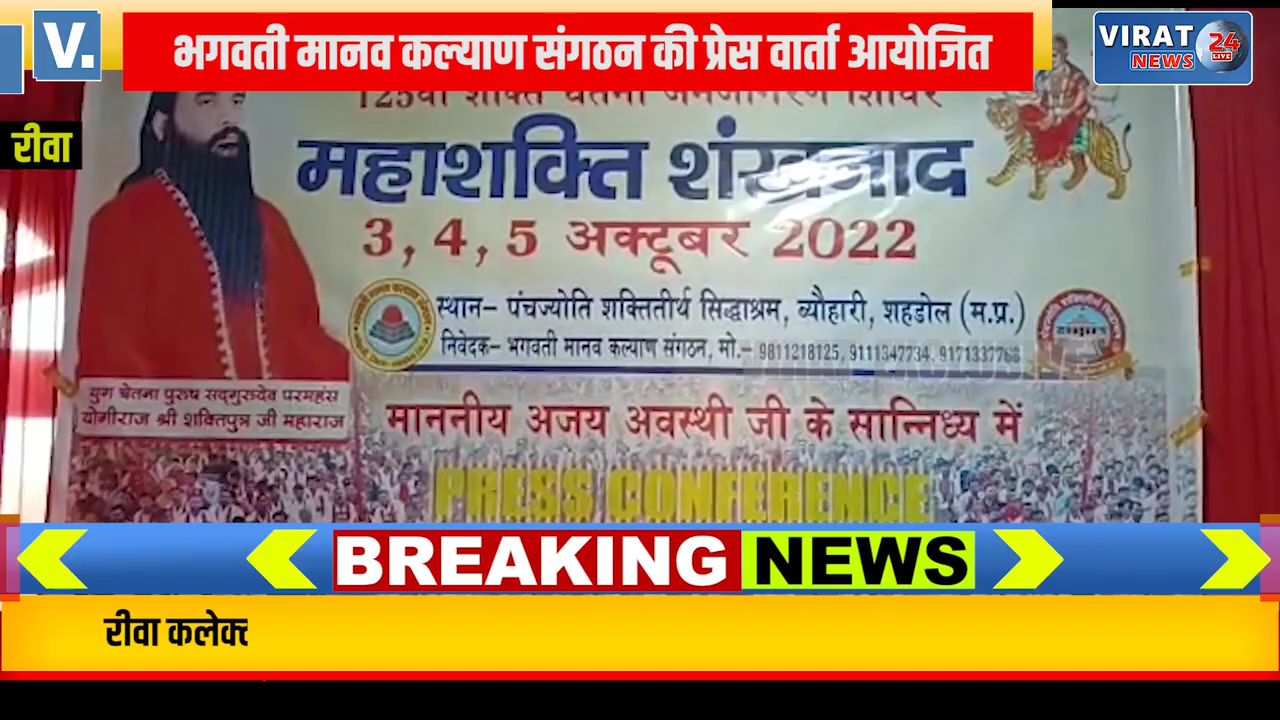 V.
भगवती मानव कल्याण संगठन की प्रेस वार्ता आयोजित
VIRAT
NEWS
24
LIVE
रीवा
महाशक्ति शंखनाद
3, 4, 5 अक्टूबर 2022
स्थान- पंचज्योति शक्तितीर्थ सिद्धाश्रम, ब्यौहारी, शहडोल (म.प्र.)
निवेदक- भगवती मानव कल्याण संगठन, मो.- 9811218125, 9111347734, 9171337768
युग चेतना पुरुष सद्गुरुदेव परमहंस
योगीराज श्री शक्तिपुत्र जी महाराज
माननीय अजय अवस्थी जी के सान्निध्य में
PRESS CONFERENCE
BREAKING NEWS
रीवा कलेक्ट